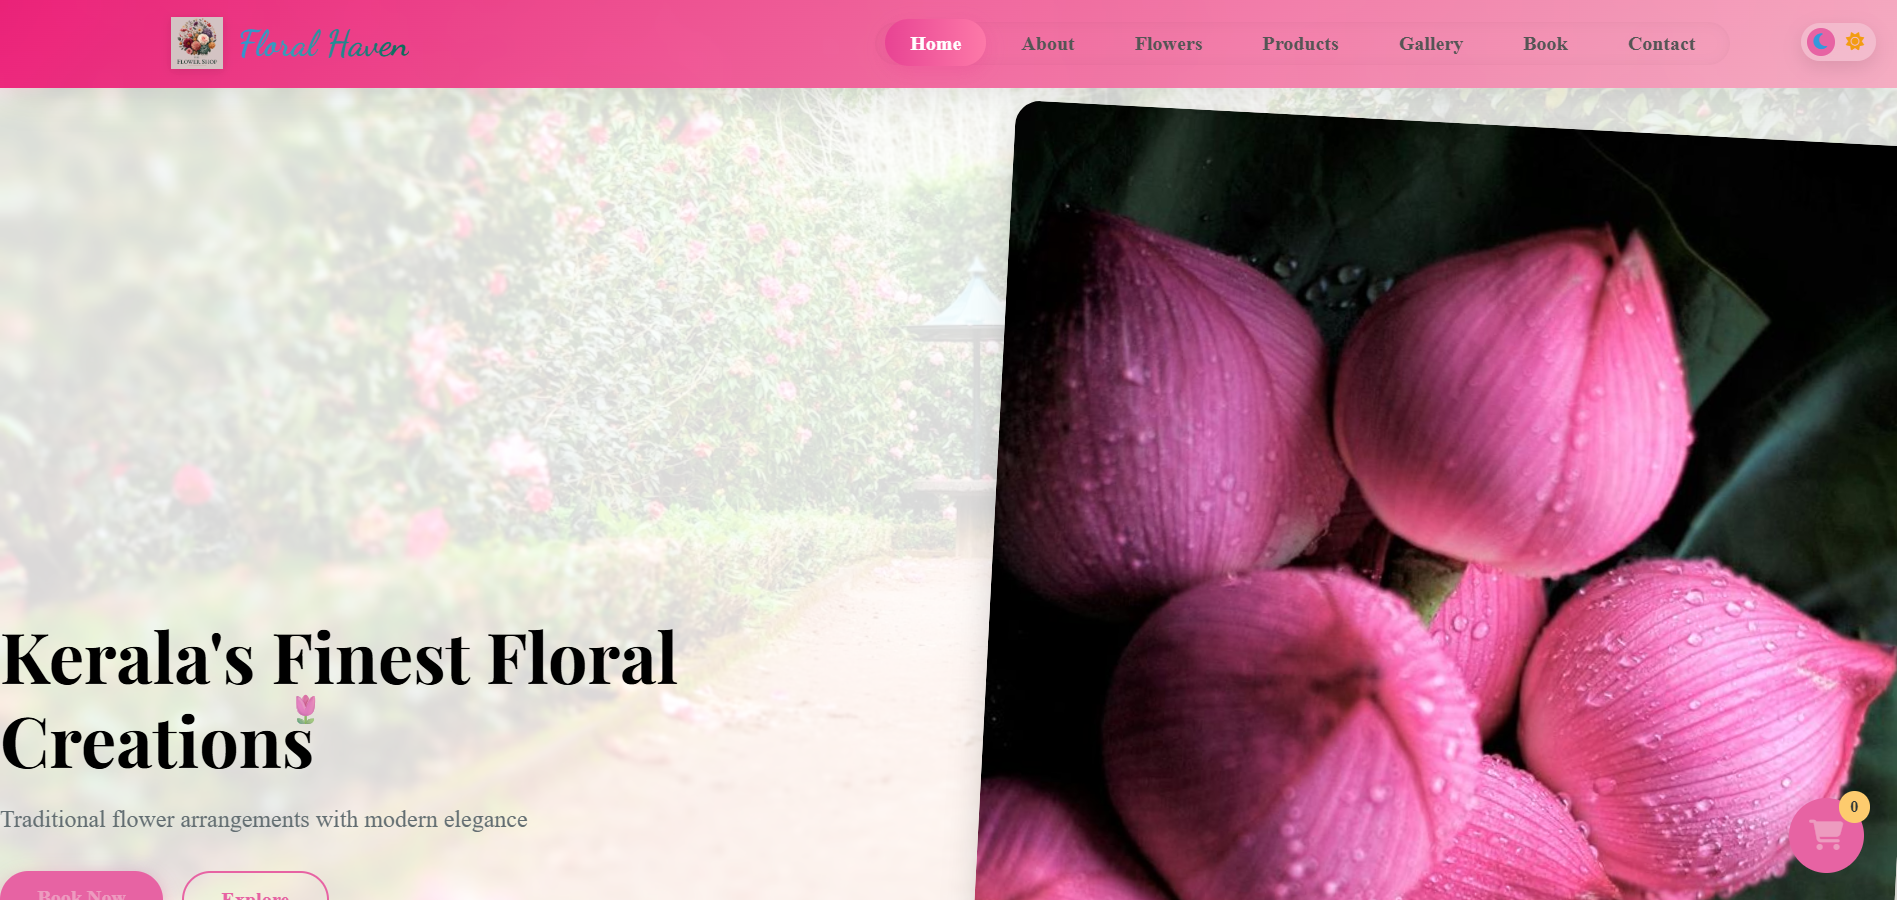 FLOWER SHOP
Floral Haven
Home
About
Flowers
Products
Gallery
Book
Contact
Kerala's Finest Floral
Creations
Traditional flower arrangements with modern elegance
Book Now
Explore
0